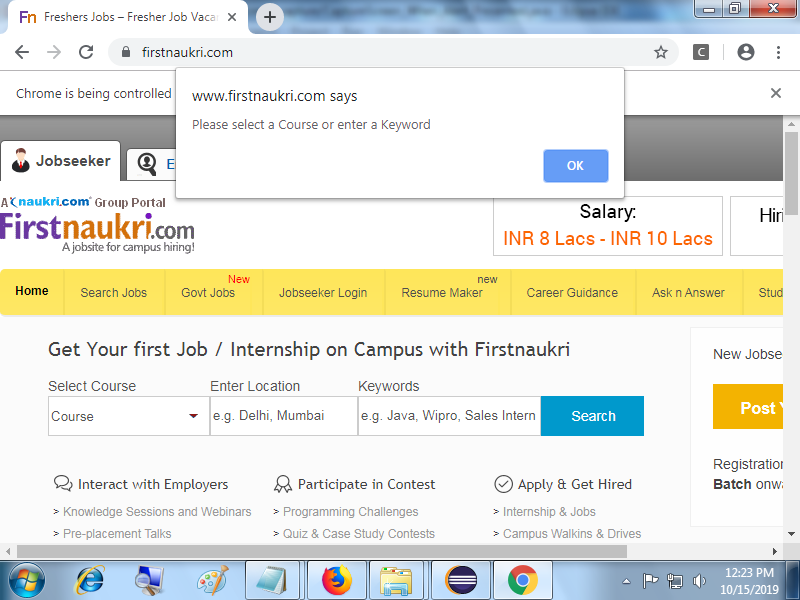 Freshers Jobs – Fresher Job Vacan
firstnaukri.com
Chrome is being controlled
www.firstnaukri.com says
Please select a Course or enter a Keyword
OK
Jobseeker
E
A naukri.com Group Portal
Firstnaukri.com
A jobsite for campus hiring!
Salary:
INR 8 Lacs - INR 10 Lacs
Hiri
Home
Search Jobs
New
Govt Jobs
Jobseeker Login
new
Resume Maker
Career Guidance
Ask n Answer
Stud
Get Your first Job / Internship on Campus with Firstnaukri
Select Course
Enter Location
Keywords
Course
e.g. Delhi, Mumbai
e.g. Java, Wipro, Sales Intern
Search
New Jobse
Post Y
Registration
Batch onwa
Interact with Employers
Participate in Contest
Apply & Get Hired
> Knowledge Sessions and Webinars
> Programming Challenges
> Internship & Jobs
> Pre-placement Talks
> Quiz & Case Study Contests
> Campus Walkins & Drives
12:23 PM
10/15/2019